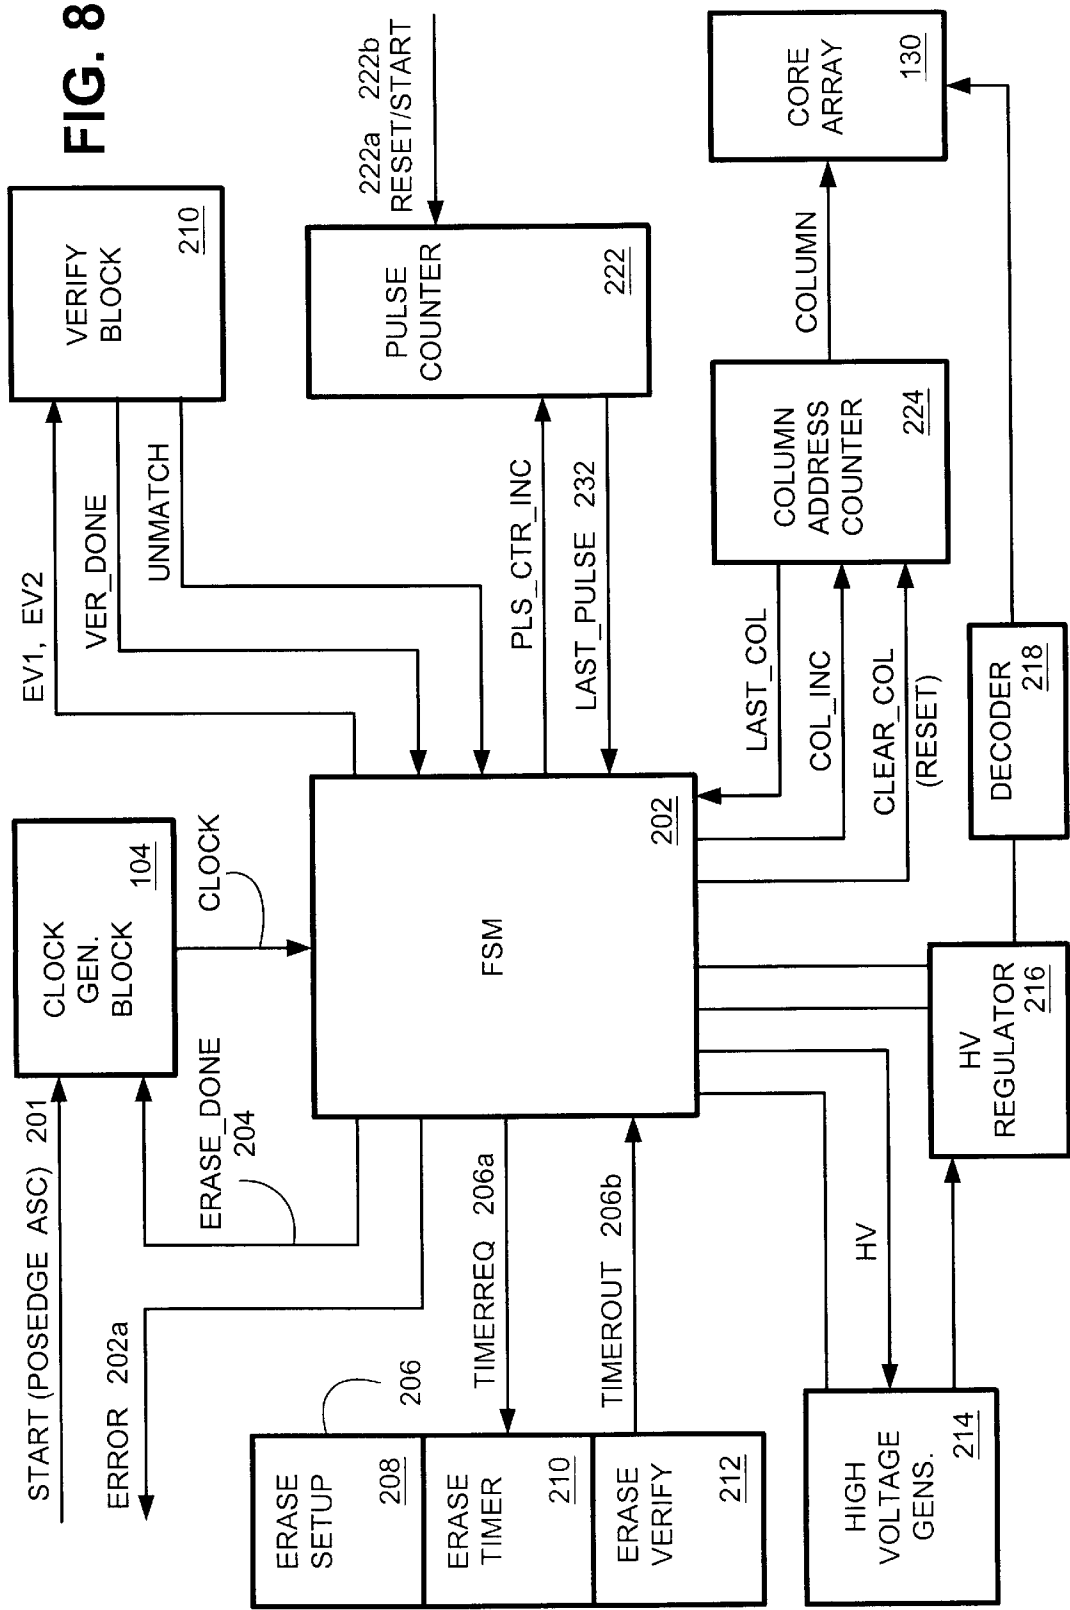 FIG. 8
START (POSEDGE ASC) 201
ERROR 202a
ERASE_DONE
204
CLOCK
GEN.
BLOCK
104
CLOCK
EV1, EV2
VER_DONE
UNMATCH
VERIFY
BLOCK
210
ERASE
SETUP
208
206
ERASE
TIMER
210
ERASE
VERIFY
212
TIMERREQ 206a
TIMEROUT 206b
FSM
202
PLS_CTR_INC
LAST_PULSE 232
PULSE
COUNTER
222
222a 222b
RESET/START
HIGH
VOLTAGE
GENS.
214
HV
HV
REGULATOR
216
DECODER
218
LAST_COL
COL_INC
CLEAR_COL
(RESET)
COLUMN
ADDRESS
COUNTER
224
COLUMN
CORE
ARRAY
130